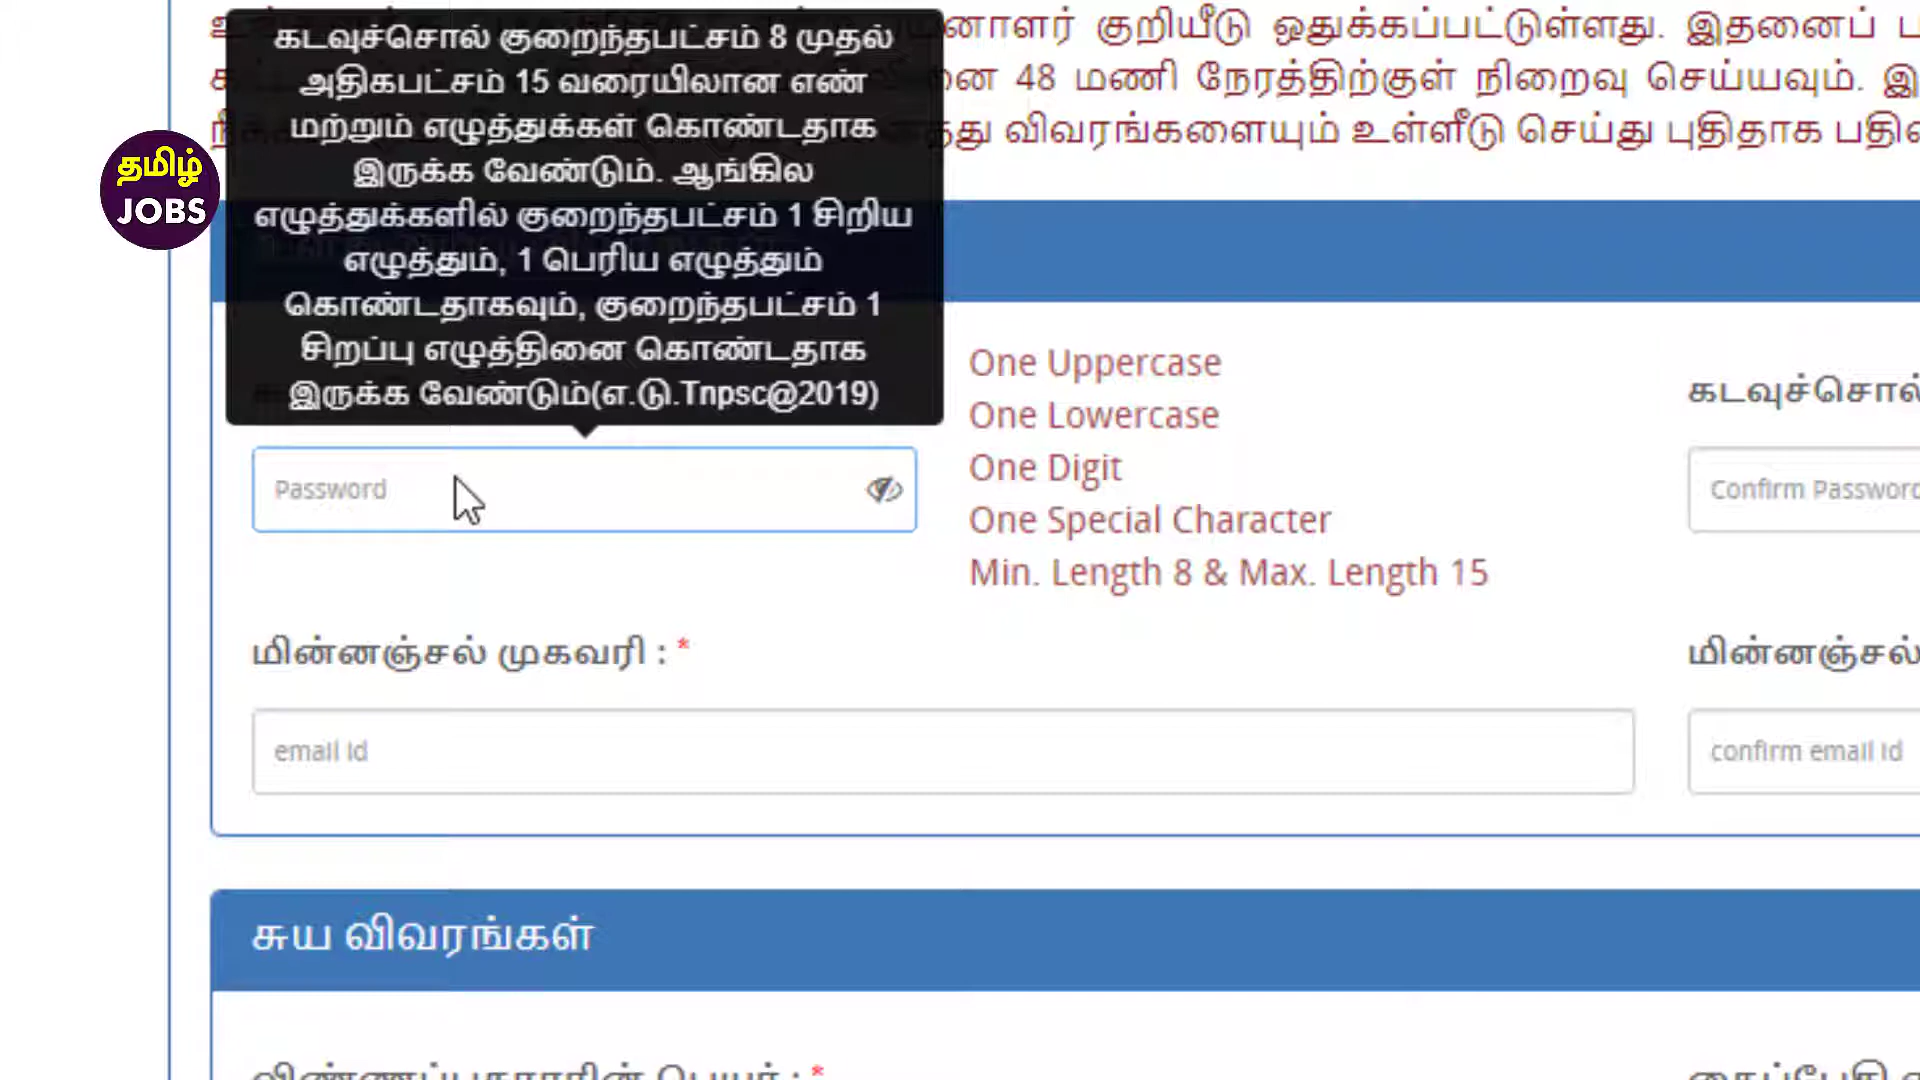 கடவுச்சொல் குறைந்தபட்சம் 8 முதல்
அதிகபட்சம் 15 வரையிலான எண்
மற்றும் எழுத்துக்கள் கொண்டதாக
இருக்க வேண்டும். ஆங்கில
எழுத்துக்களில் குறைந்தபட்சம் 1 சிறிய
எழுத்தும், 1 பெரிய எழுத்தும்
கொண்டதாகவும், குறைந்தபட்சம் 1
சிறப்பு எழுத்தினை கொண்டதாக
இருக்க வேண்டும்(எ.டு.Tnpsc@2019)
குறியீடு ஒதுக்கப்பட்டுள்ளது. இதனைப்
48 மணி நேரத்திற்குள் நிறைவு செய்யவும்.
விவரங்களையும் உள்ளீடு செய்து புதிதாக
தமிழ்
JOBS
One Uppercase
One Lowercase
One Digit
One Special Character
Min. Length 8 & Max. Length 15
கடவுச்சொல்
Password
Confirm Password
மின்னஞ்சல் முகவரி : *
மின்னஞ்சல்
email id
confirm email id
சுய விவரங்கள்